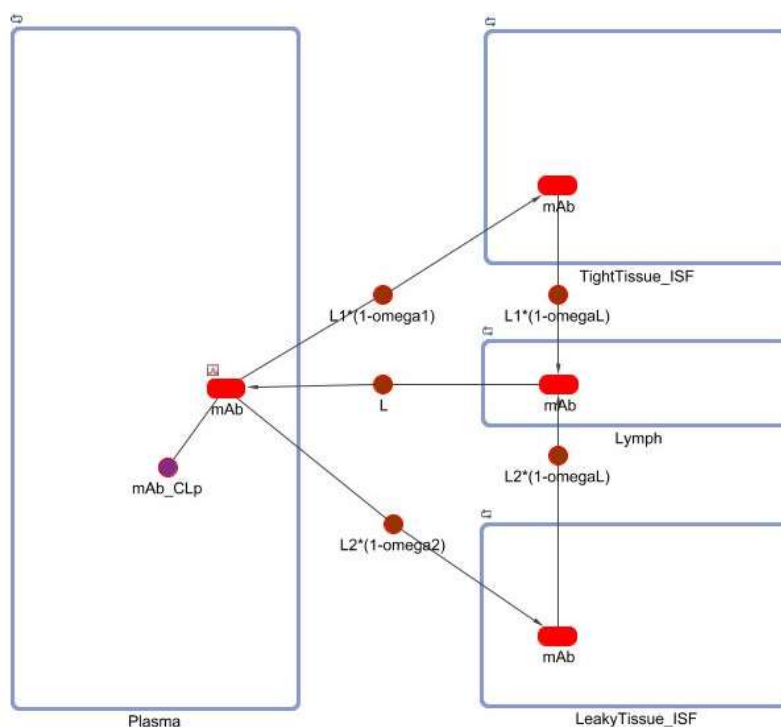 mAb
TightTissue_ISF
L1*(1-omega1)
L1*(1-omegaL)
mAb
L
mAb
Lymph
mAb_CLp
L2*(1-omegaL)
L2*(1-omega2)
mAb
Plasma
LeakyTissue_ISF